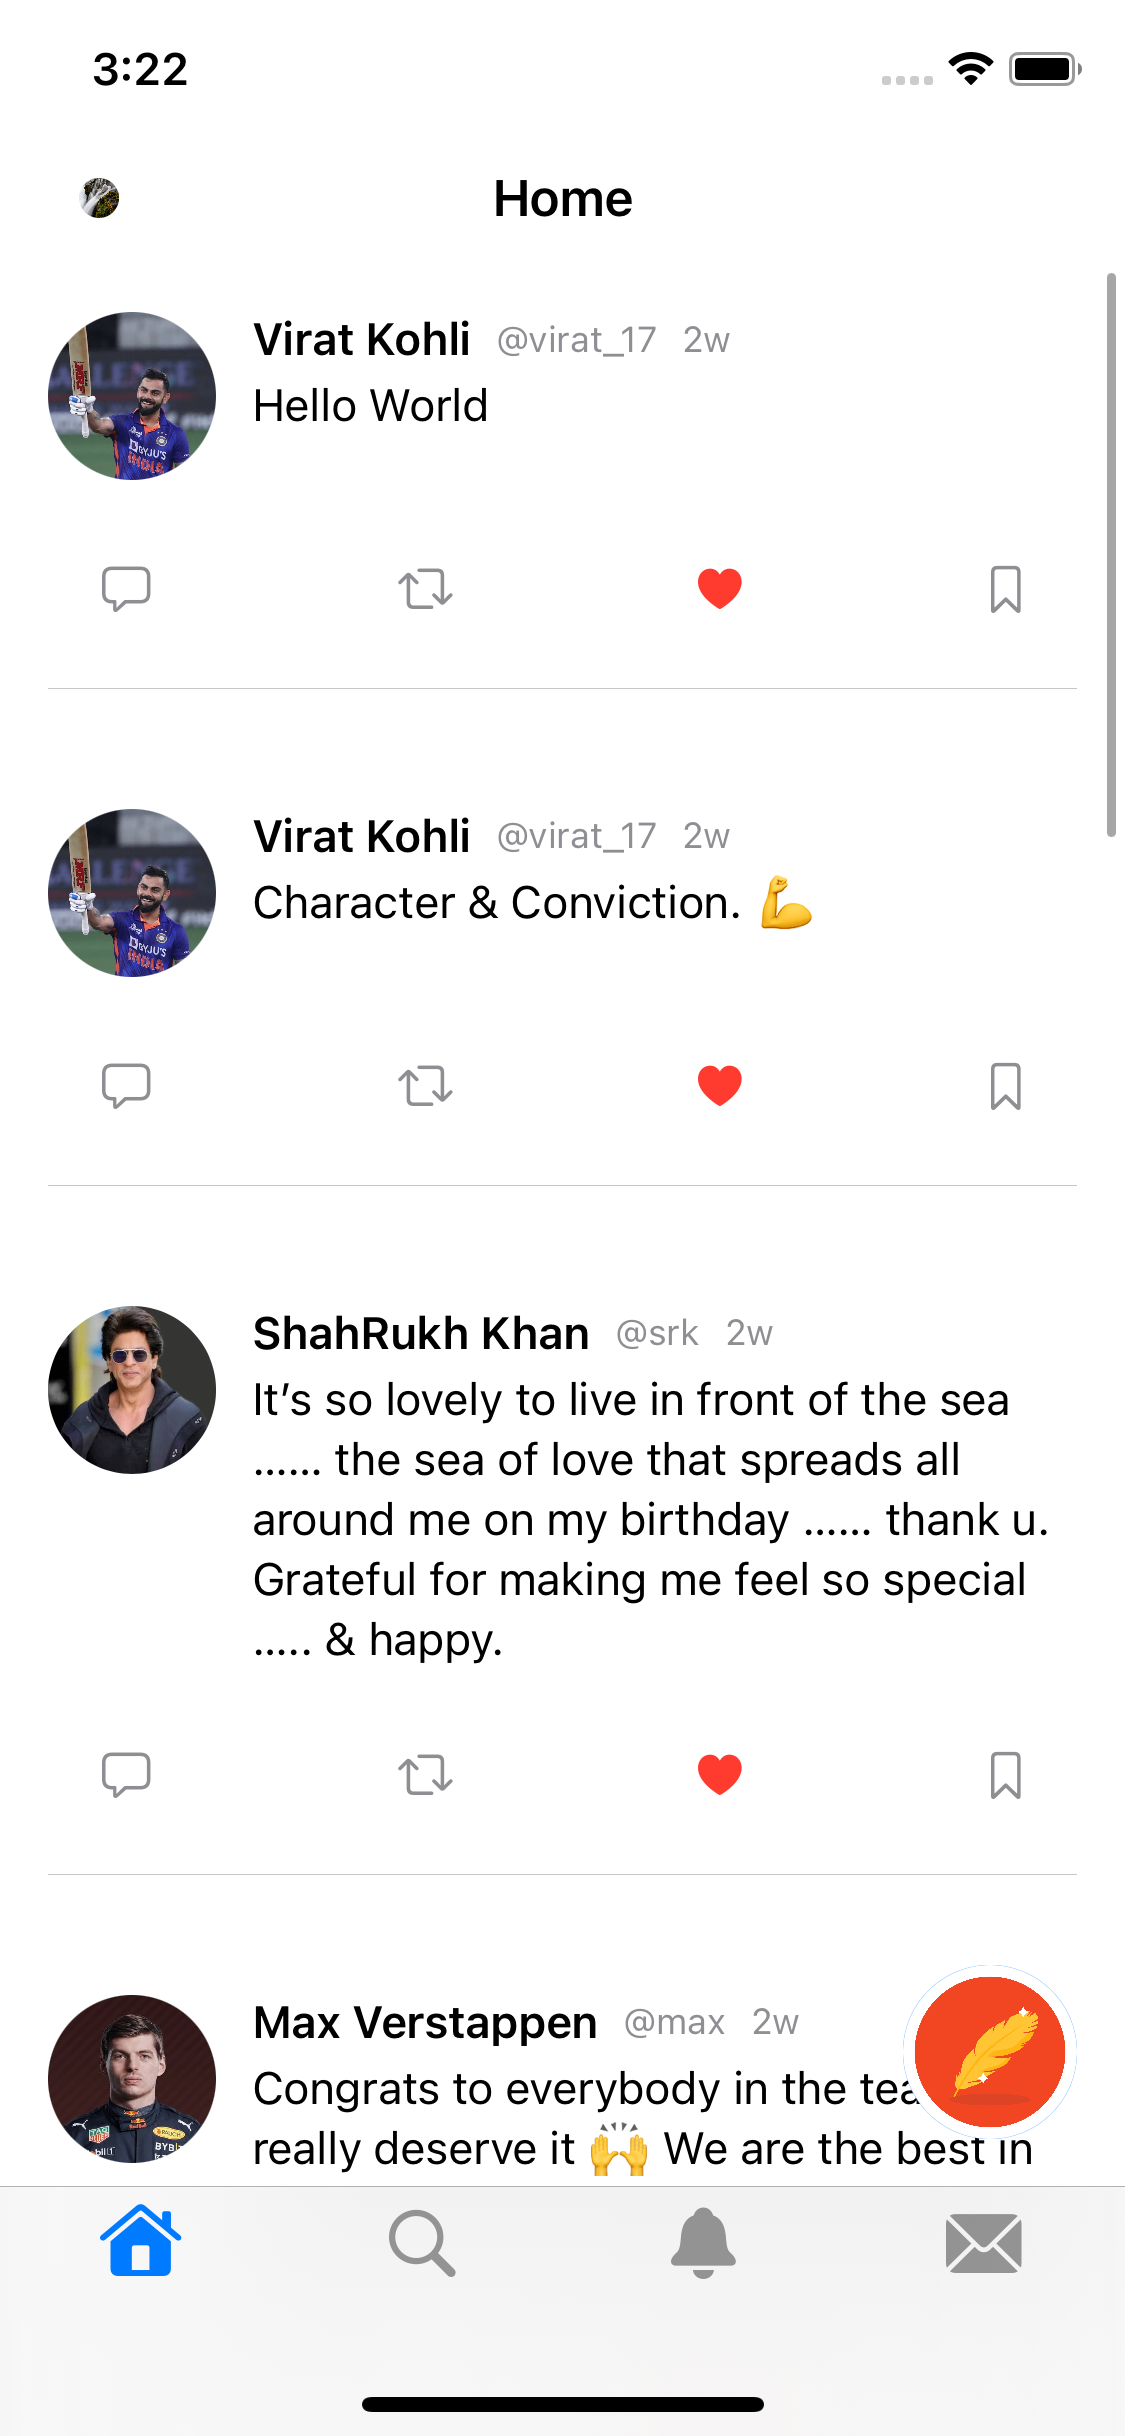 3:22
Home
Virat Kohli @virat_17 2w
Hello World
Virat Kohli @virat_17 2w
Character & Conviction. 💪
ShahRukh Khan @srk 2w
It’s so lovely to live in front of the sea
...... the sea of love that spreads all
around me on my birthday ...... thank u.
Grateful for making me feel so special
..... & happy.
Max Verstappen @max 2w
Congrats to everybody in the
really deserve it 🙌 We are the best in